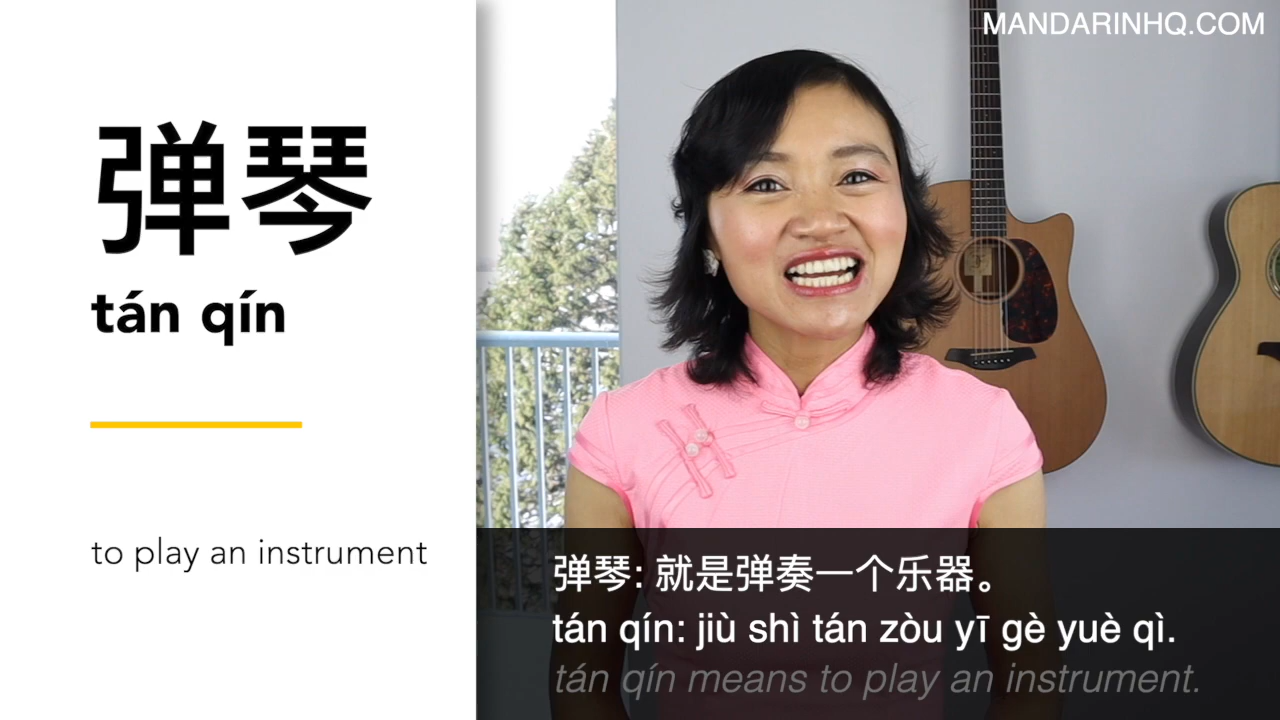 MANDARINHQ.COM
弹琴
tán qín
to play an instrument
弹琴: 就是弹奏一个乐器。
tán qín: jiù shì tán zòu yī gè yuè qì.
tán qín means to play an instrument.